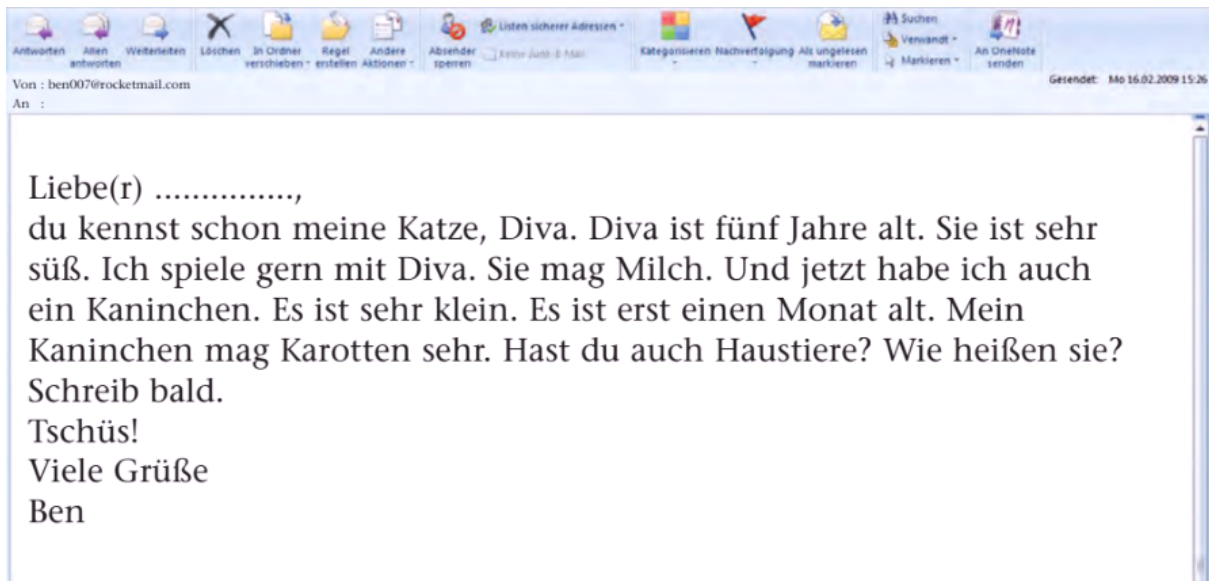 Suchen
Listen sicherer Adressen
Verwandt
Antworten Allen Weiterleiten Löschen In Ordner Regel Andere Absender Keine Junk-E-Mail Kategorisieren Nachverfolgung Als ungelesen Markieren An OneNote
antworten verschieben erstellen Aktionen sperren markieren senden
Von : ben007@rocketmail.com
Gesendet: Mo 16.02.2009 15:26
An :
Liebe(r) ...............,
du kennst schon meine Katze, Diva. Diva ist fünf Jahre alt. Sie ist sehr
süß. Ich spiele gern mit Diva. Sie mag Milch. Und jetzt habe ich auch
ein Kaninchen. Es ist sehr klein. Es ist erst einen Monat alt. Mein
Kaninchen mag Karotten sehr. Hast du auch Haustiere? Wie heißen sie?
Schreib bald.
Tschüs!
Viele Grüße
Ben